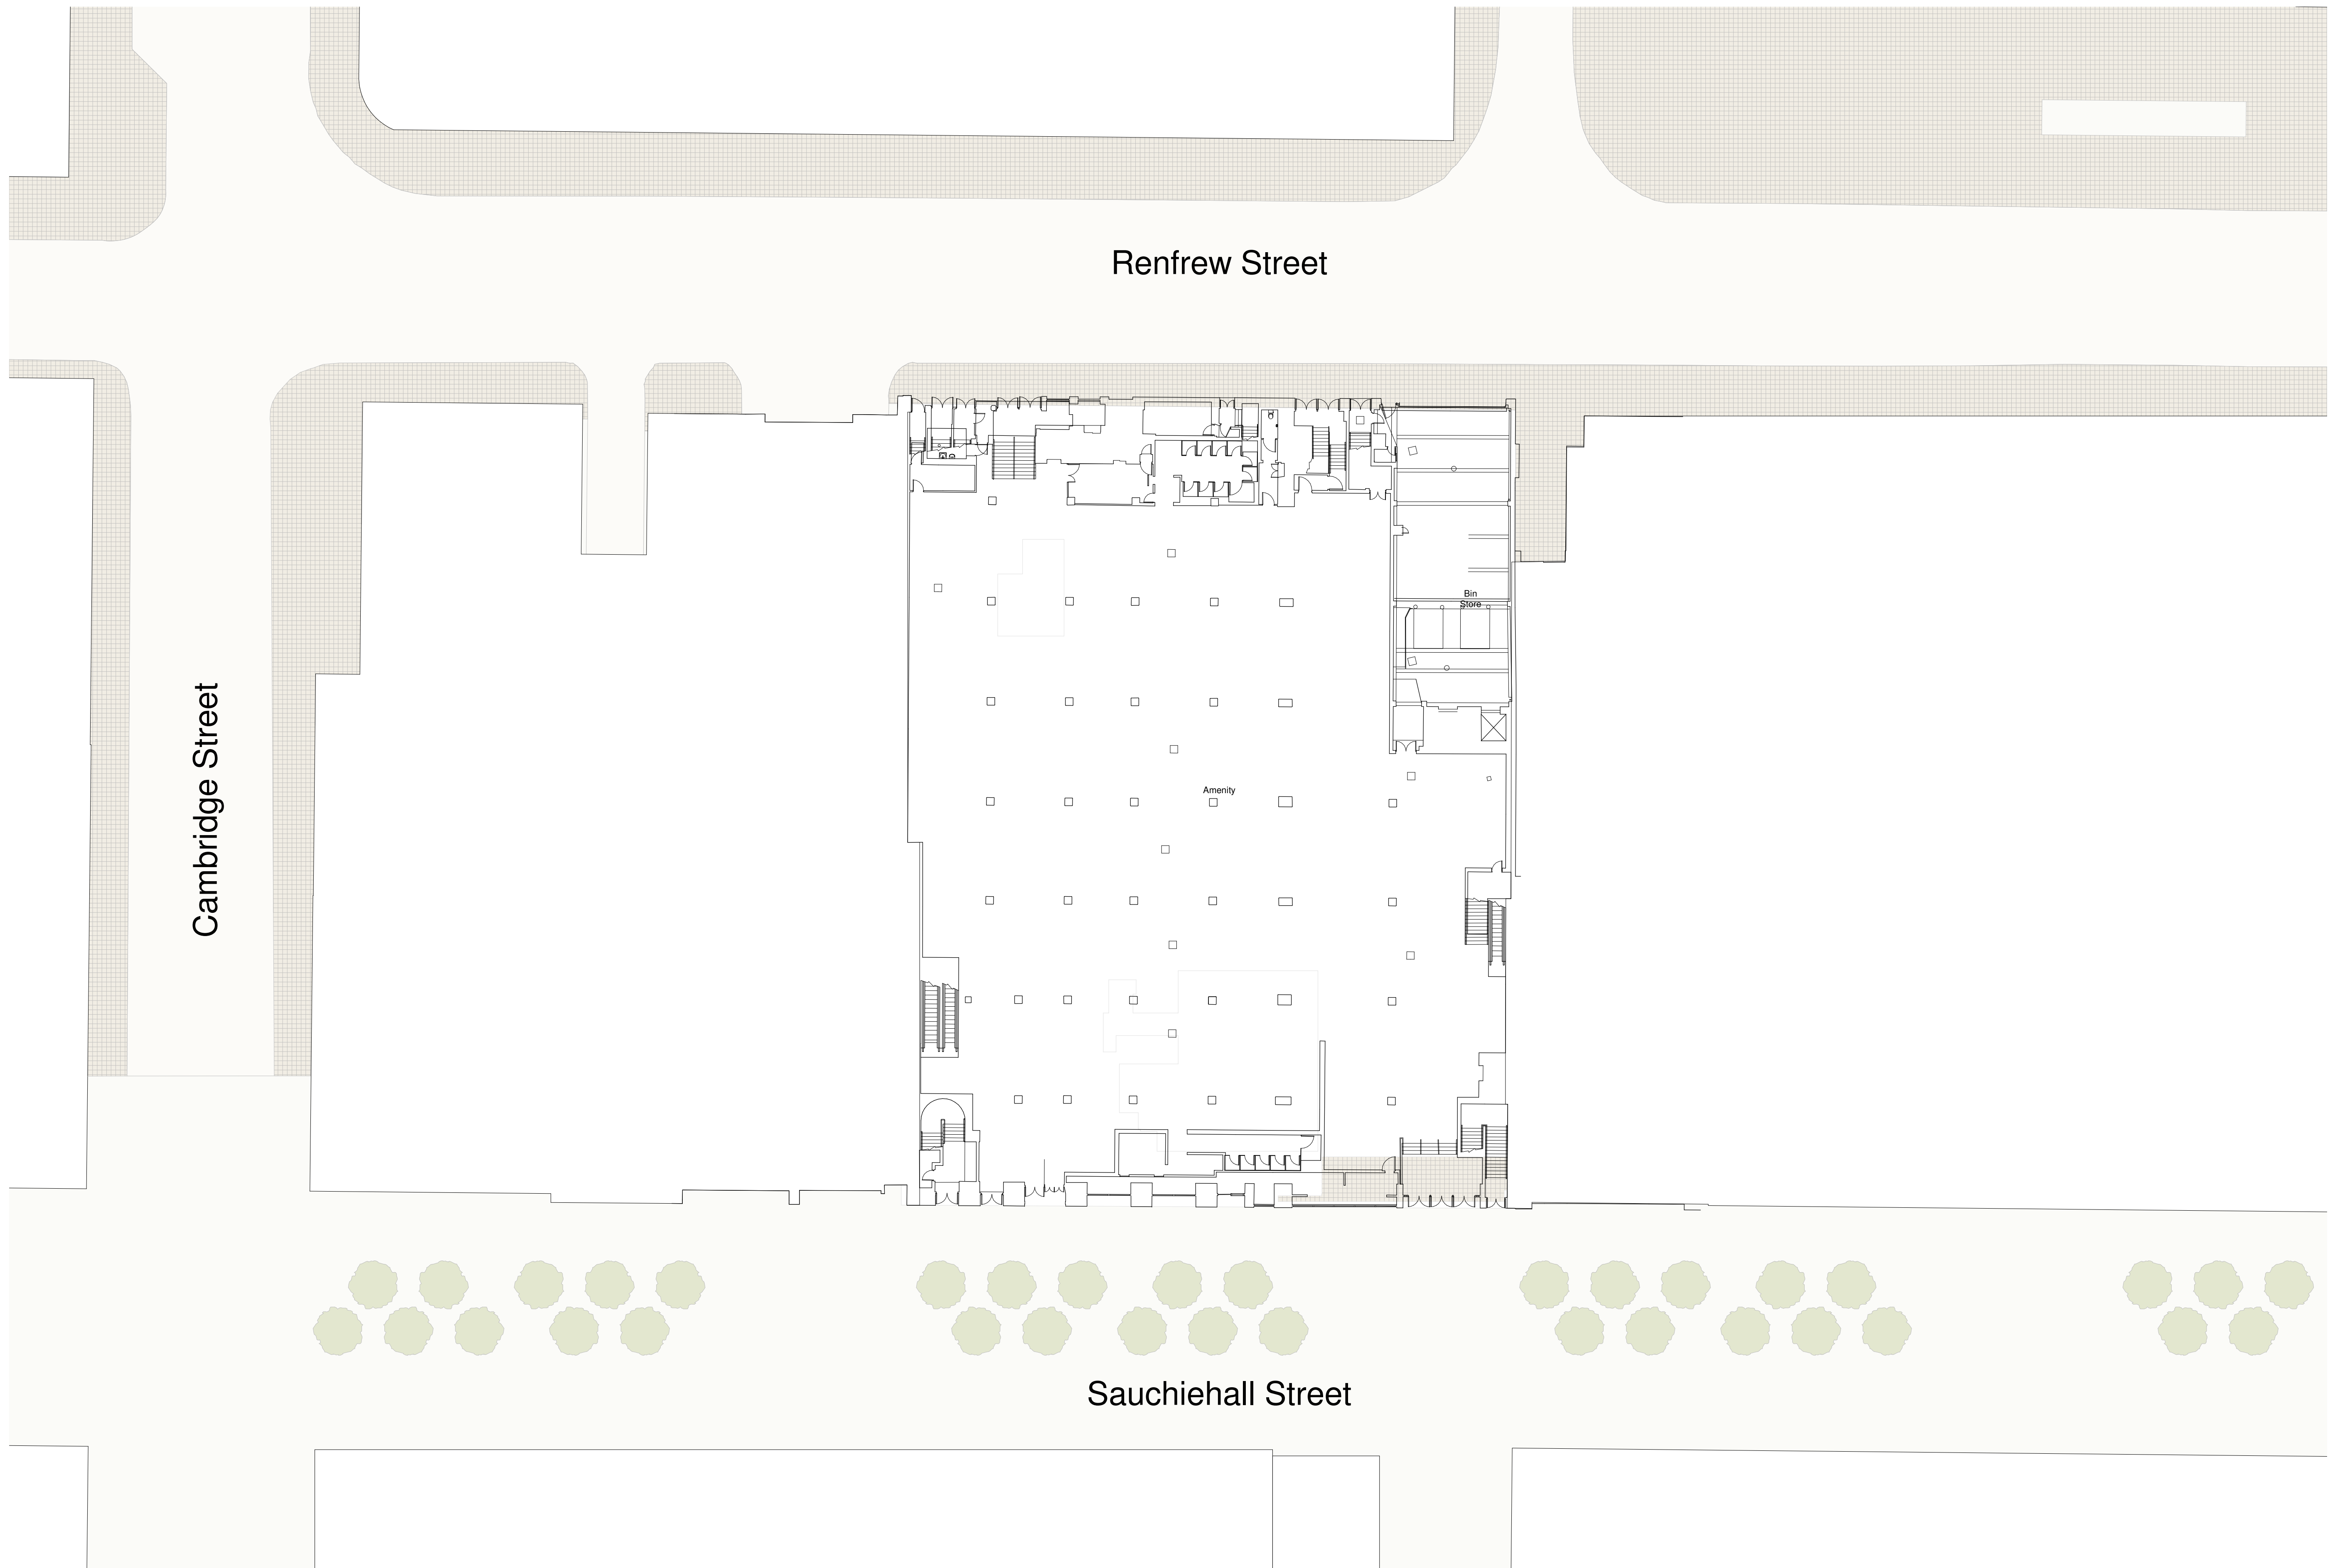 Renfrew Street
Bin
Store
Cambridge Street
Amenity
Sauchiehall Street